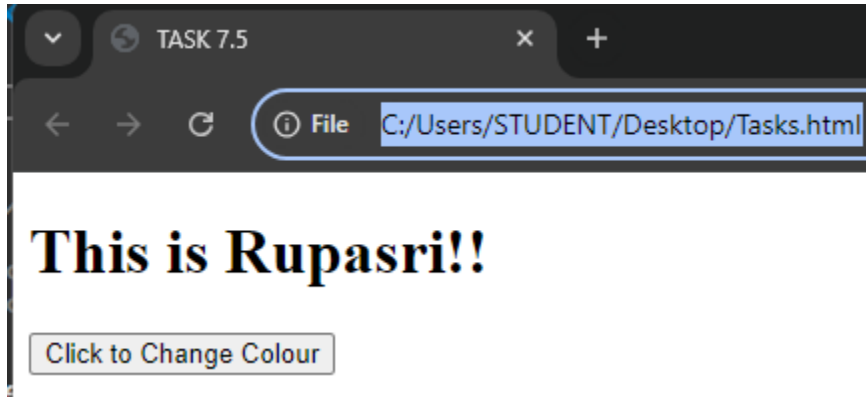 TASK 7.5
File C:/Users/STUDENT/Desktop/Tasks.html
This is Rupasri!!
Click to Change Colour